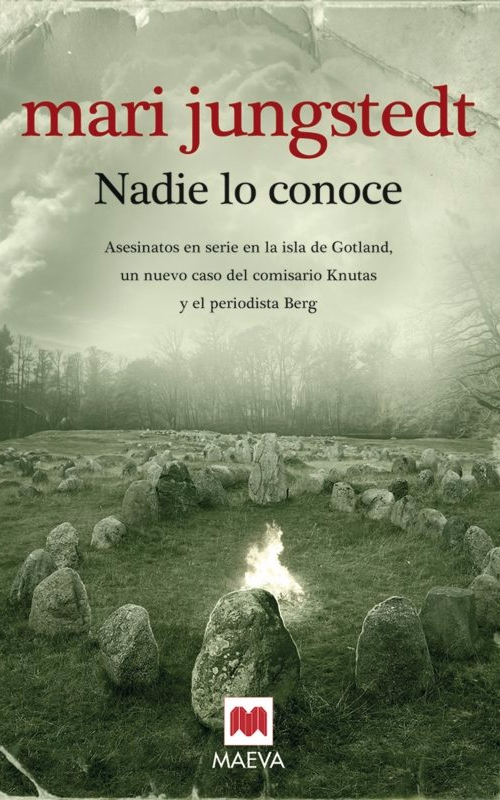 mari jungstedt
Nadie lo conoce
Asesinatos en serie en la isla de Gotland,
un nuevo caso del comisario Knutas
y el periodista Berg
MAEVA